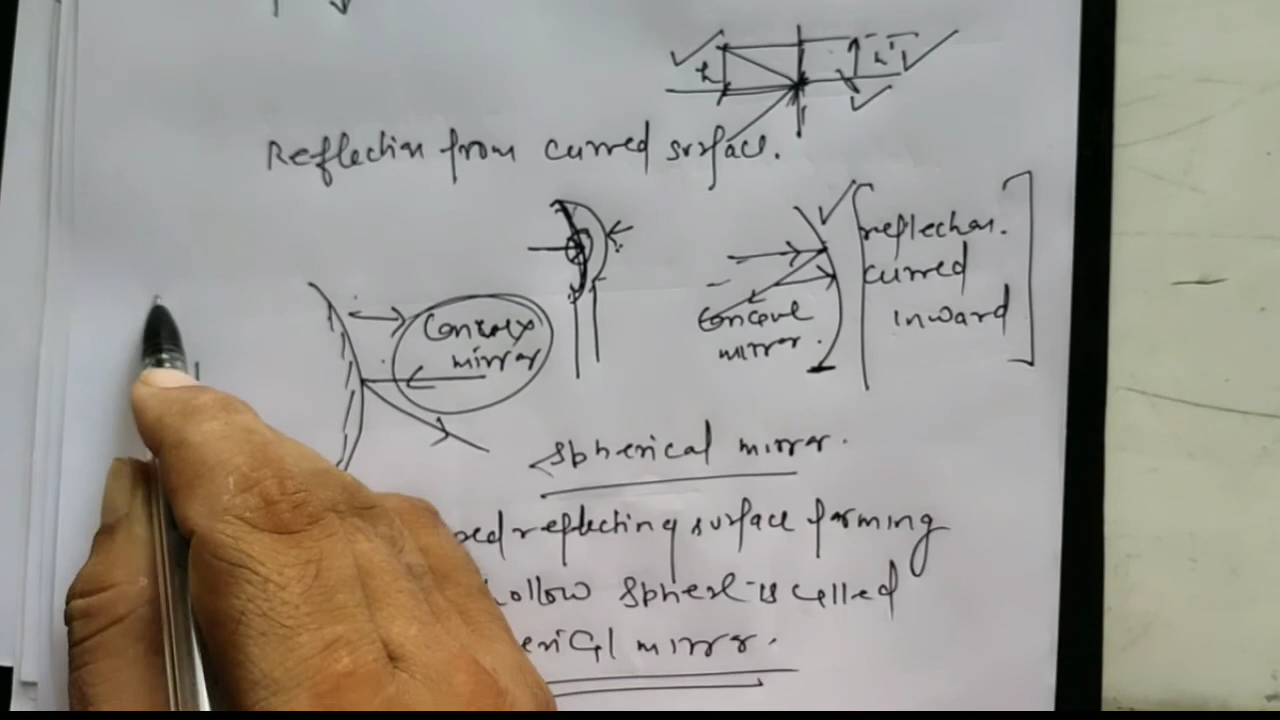 h h'
Reflection from curved surface.
reflection.
curved
inward
Convex
mirror
Concave
mirror.
Spherical mirror.
reflecting surface forming
hollow sphere is called
mirror.